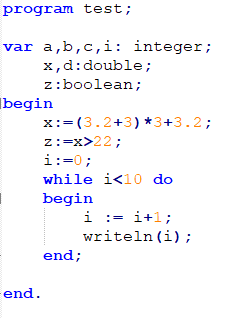 program test;
var a,b,c,i: integer;
x,d:double;
z:boolean;
begin
x:=(3.2+3)*3+3.2;
z:=x>22;
i:=0;
while i<10 do
begin
i := i+1;
writeln(i);
end;
end.